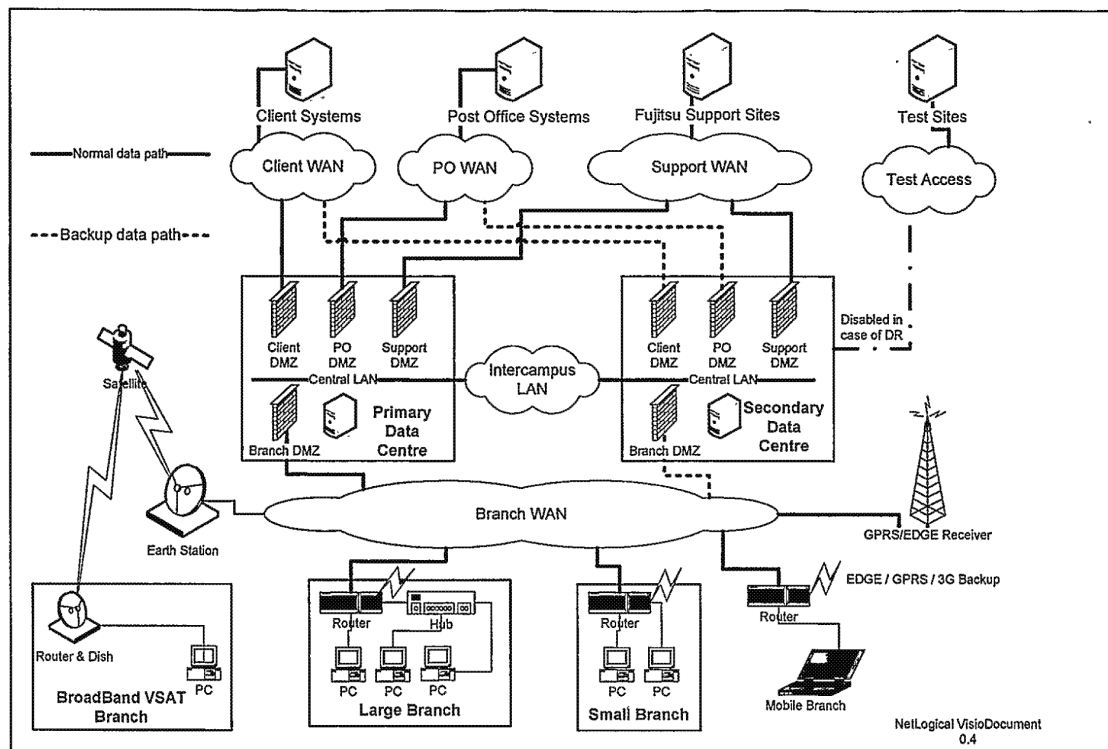 Client Systems
Post Office Systems
Fujitsu Support Sites
Test Sites
Normal data path
Client WAN
PO WAN
Support WAN
Test Access
Backup data path
Client
DMZ
PO
DMZ
Support
DMZ
Client
DMZ
PO
DMZ
Support
DMZ
Disabled in
case of DR
Satellite
Central LAN
Intercampus
LAN
Central LAN
Primary
Data
Centre
Branch DMZ
Secondary
Data
Centre
Branch DMZ
Branch WAN
Earth Station
GPRS/EDGE Receiver
EDGE / GPRS / 3G Backup
Router
Hub
Router
Router
Router & Dish
PC
PC
PC
PC
PC
PC
BroadBand VSAT
Branch
Large Branch
Small Branch
Mobile Branch
NetLogical VisioDocument
0.4